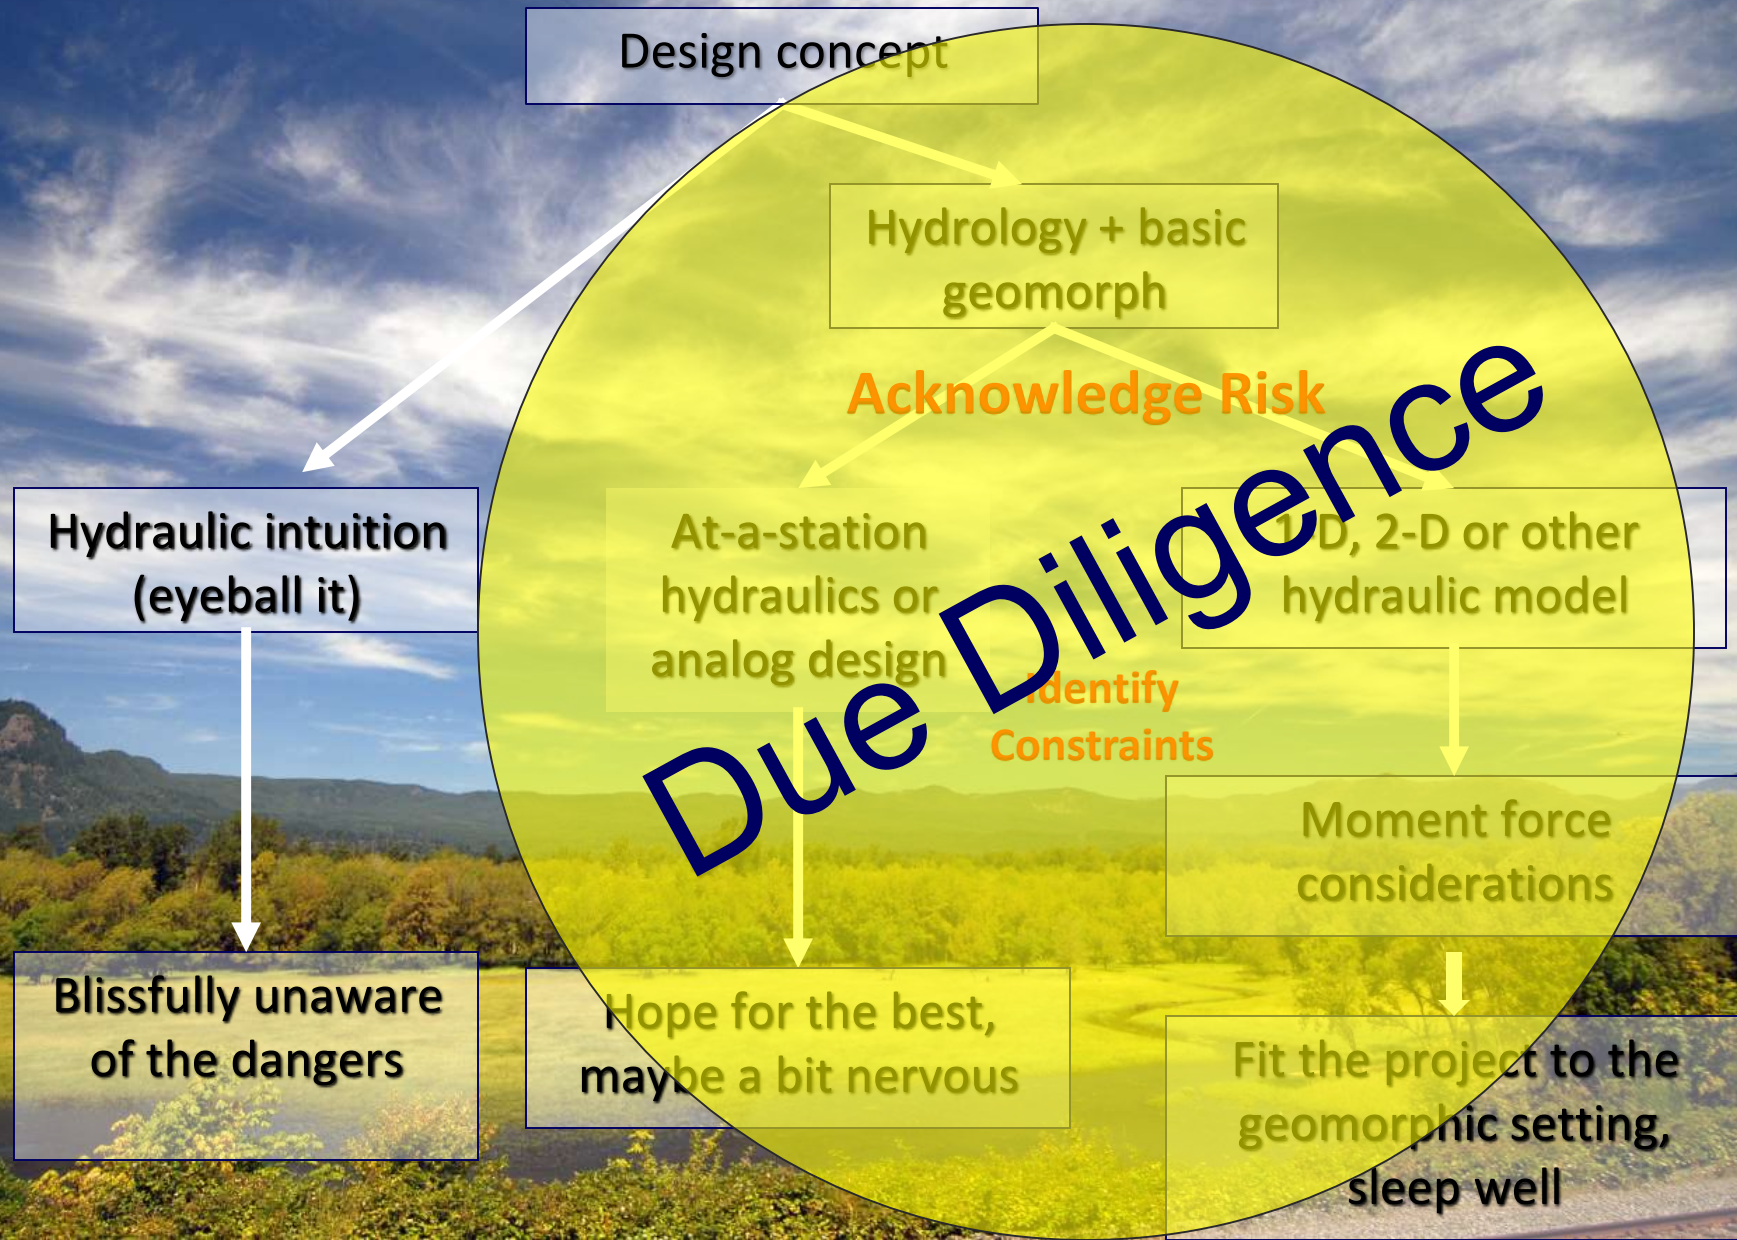 Design concept
Hydrology + basic
geomorph
Acknowledge Risk
Hydraulic intuition
(eyeball it)
At-a-station
hydraulics or
analog design
1-D, 2-D or other
hydraulic model
Due Diligence
Identify
Constraints
Moment force
considerations
Blissfully unaware
of the dangers
Hope for the best,
maybe a bit nervous
Fit the project to the
geomorphic setting,
sleep well